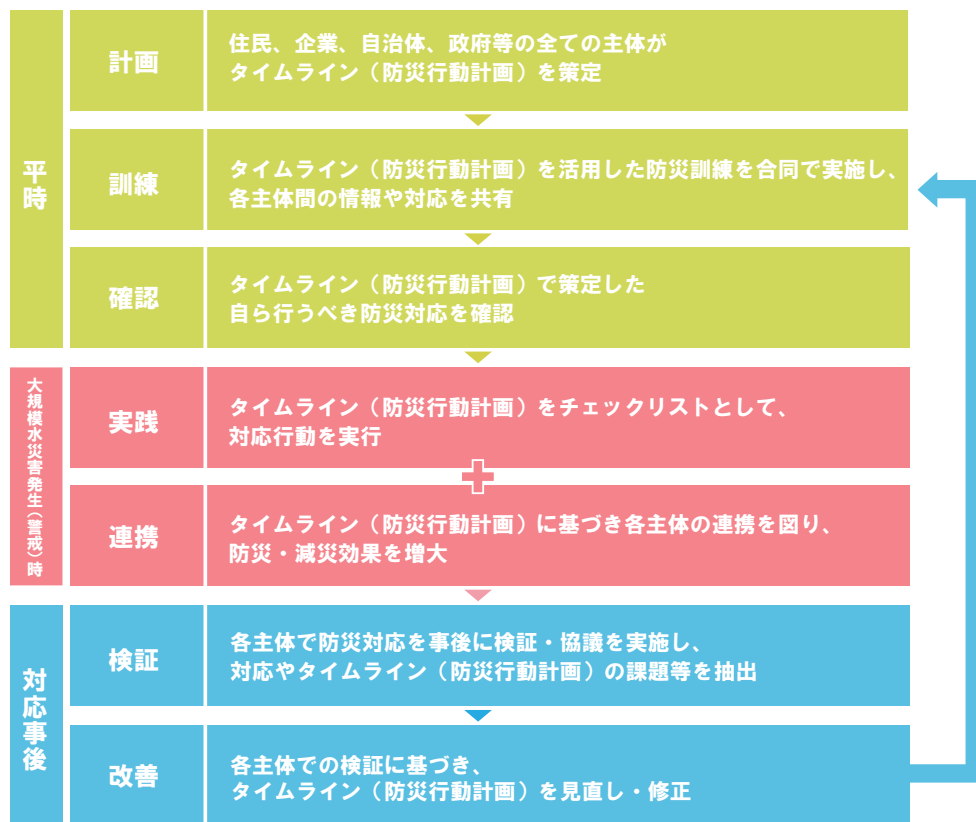 平時
計画
住民、企業、自治体、政府等の全ての主体が
タイムライン（防災行動計画）を策定
訓練
タイムライン（防災行動計画）を活用した防災訓練を合同で実施し、
各主体間の情報や対応を共有
確認
タイムライン（防災行動計画）で策定した
自ら行うべき防災対応を確認
大規模水災害発生（警戒）時
実践
タイムライン（防災行動計画）をチェックリストとして、
対応行動を実行
連携
タイムライン（防災行動計画）に基づき各主体の連携を図り、
防災・減災効果を増大
対応事後
検証
各主体で防災対応を事後に検証・協議を実施し、
対応やタイムライン（防災行動計画）の課題等を抽出
改善
各主体での検証に基づき、
タイムライン（防災行動計画）を見直し・修正